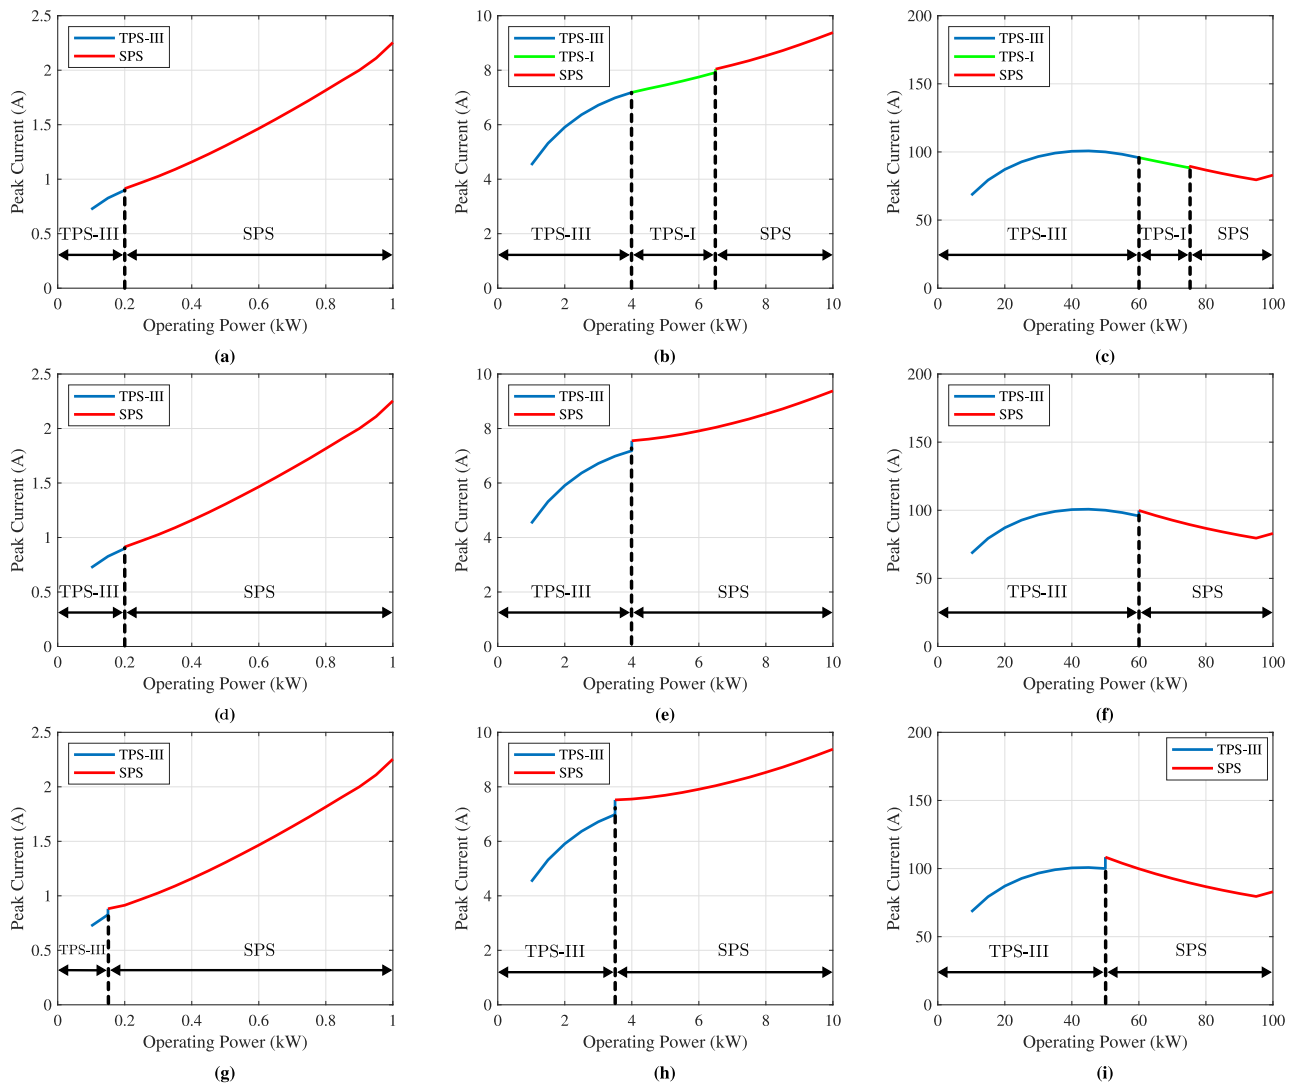 2.5
2
1.5
1
0.5
0
Peak Current (A)
TPS-III
SPS
TPS-III
SPS
0
0.2
0.4
0.6
0.8
1
Operating Power (kW)
(a)
10
8
6
4
2
0
Peak Current (A)
TPS-III
TPS-I
SPS
TPS-III
TPS-I
SPS
0
2
4
6
8
10
Operating Power (kW)
(b)
200
150
100
50
0
Peak Current (A)
TPS-III
TPS-I
SPS
TPS-III
TPS-I
SPS
0
20
40
60
80
100
Operating Power (kW)
(c)
2.5
2
1.5
1
0.5
0
Peak Current (A)
TPS-III
SPS
TPS-III
SPS
0
0.2
0.4
0.6
0.8
1
Operating Power (kW)
(d)
10
8
6
4
2
0
Peak Current (A)
TPS-III
SPS
TPS-III
SPS
0
2
4
6
8
10
Operating Power (kW)
(e)
200
150
100
50
0
Peak Current (A)
TPS-III
SPS
TPS-III
SPS
0
20
40
60
80
100
Operating Power (kW)
(f)
2.5
2
1.5
1
0.5
0
Peak Current (A)
TPS-III
SPS
TPS-III
SPS
0
0.2
0.4
0.6
0.8
1
Operating Power (kW)
(g)
10
8
6
4
2
0
Peak Current (A)
TPS-III
SPS
TPS-III
SPS
0
2
4
6
8
10
Operating Power (kW)
(h)
200
150
100
50
0
Peak Current (A)
TPS-III
SPS
TPS-III
SPS
0
20
40
60
80
100
Operating Power (kW)
(i)